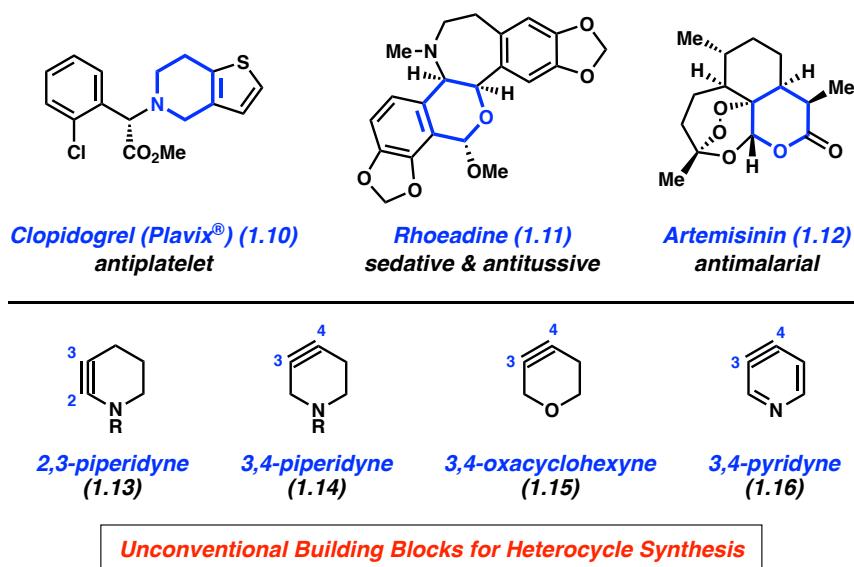 S
N
Cl
CO₂Me
MeN
H
H
O
O
O
O
O
OMe
Me
H
H
Me
O
O
O
O
O
H
Me
Clopidogrel (Plavix®) (1.10)
antiplatelet
Rhoeadine (1.11)
sedative & antitussive
Artemisinin (1.12)
antimalarial
3
2
N
R
4
3
N
R
4
3
O
4
3
N
2,3-piperidyne
(1.13)
3,4-piperidyne
(1.14)
3,4-oxacyclohexyne
(1.15)
3,4-pyridyne
(1.16)
Unconventional Building Blocks for Heterocycle Synthesis